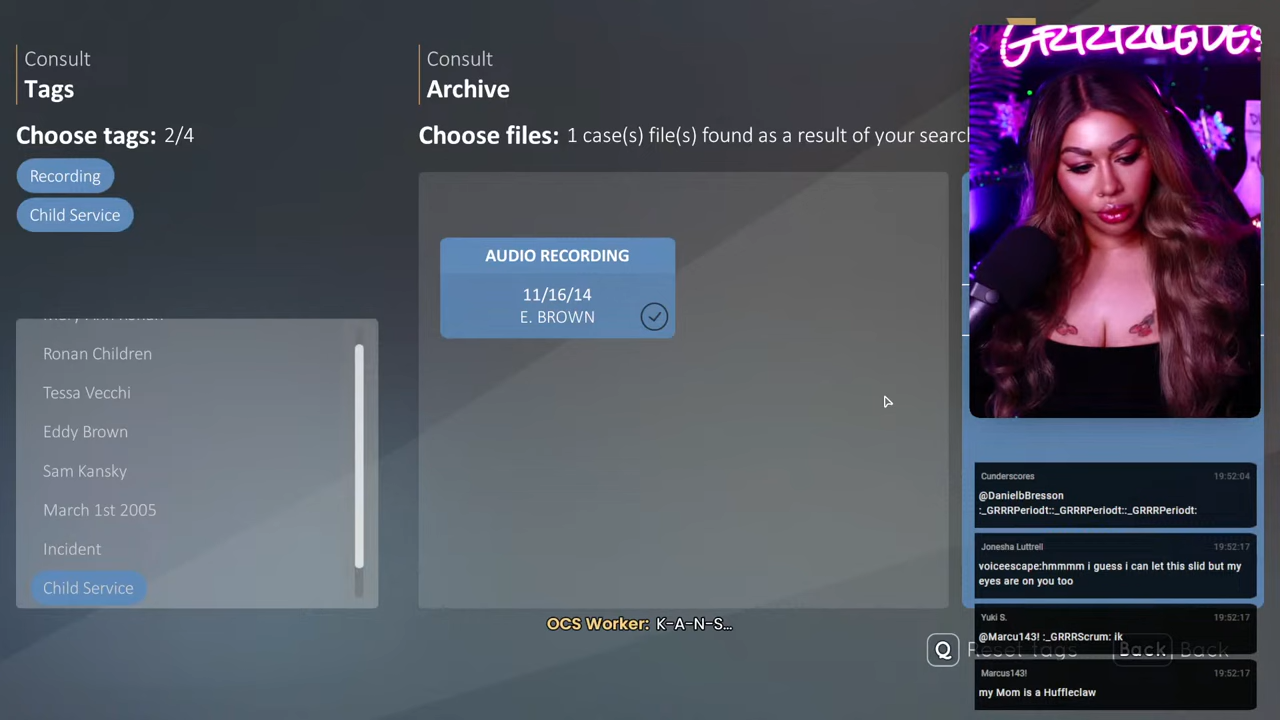 Consult
Tags
Choose tags: 2/4
Recording
Child Service
Ronan Children
Tessa Vecchi
Eddy Brown
Sam Kansky
March 1st 2005
Incident
Child Service
Consult
Archive
Choose files: 1 case(s) file(s) found as a result of your search
AUDIO RECORDING
11/16/14
E. BROWN
OCS Worker: K-A-N-S...
Q Reset tags
Back Back
Cunderscores 19:52:04
@DanielbBresson
:_GRRRPeriodt::_GRRRPeriodt::_GRRRPeriodt:
Jonesha Luttrell 19:52:17
voiceescape:hmmmm i guess i can let this slid but my
eyes are on you too
Yuki S. 19:52:17
@Marcu143! :_GRRRScrum: ik
Marcus143! 19:52:17
my Mom is a Huffleclaw